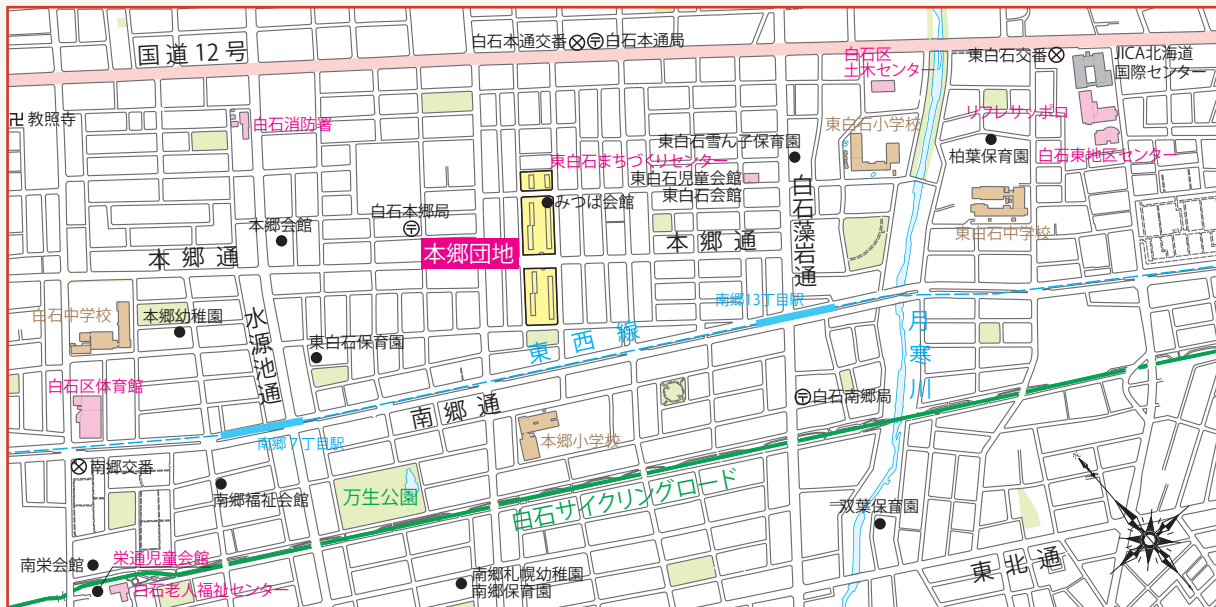 国道12号
白石本通交番
白石本通局
白石区
土木センター
東白石交番
JICA北海道
国際センター
教照寺
白石消防署
東白石小学校
リフレサッポロ
東白石雪ん子保育園
柏葉保育園
白石東地区センター
東白石まちづくりセンター
東白石児童会館
東白石会館
みつば会館
白石藻岩通
白石本郷局
本郷会館
本郷通
本郷通
東白石中学校
本郷団地
白石中学校
本郷幼稚園
水源池通
東白石保育園
東西線
南郷13丁目駅
月寒川
白石区体育館
南郷通
白石南郷局
南郷7丁目駅
本郷小学校
南郷交番
南郷福祉会館
万生公園
白石サイクリングロード
双葉保育園
南栄会館
栄通児童会館
白石老人福祉センター
南郷札幌幼稚園
南郷保育園
東北通